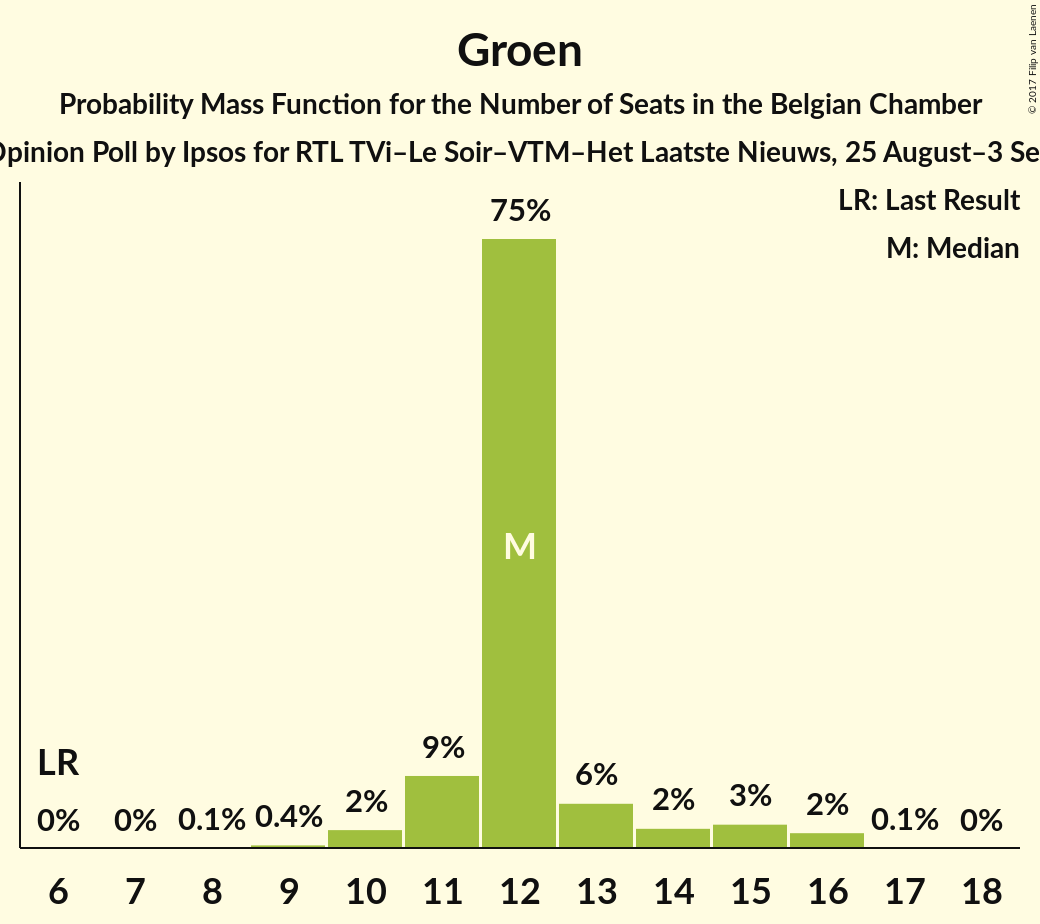 Groen
Probability Mass Function for the Number of Seats in the Belgian Chamber
Opinion Poll by Ipsos for RTL TVi–Le Soir–VTM–Het Laatste Nieuws, 25 August–3 Se
© 2017 Filip van Laenen
LR: Last Result
M: Median
75%
M
LR
0% 0% 0.1% 0.4% 2% 9% 6% 2% 3% 2% 0.1% 0%
6 7 8 9 10 11 12 13 14 15 16 17 18